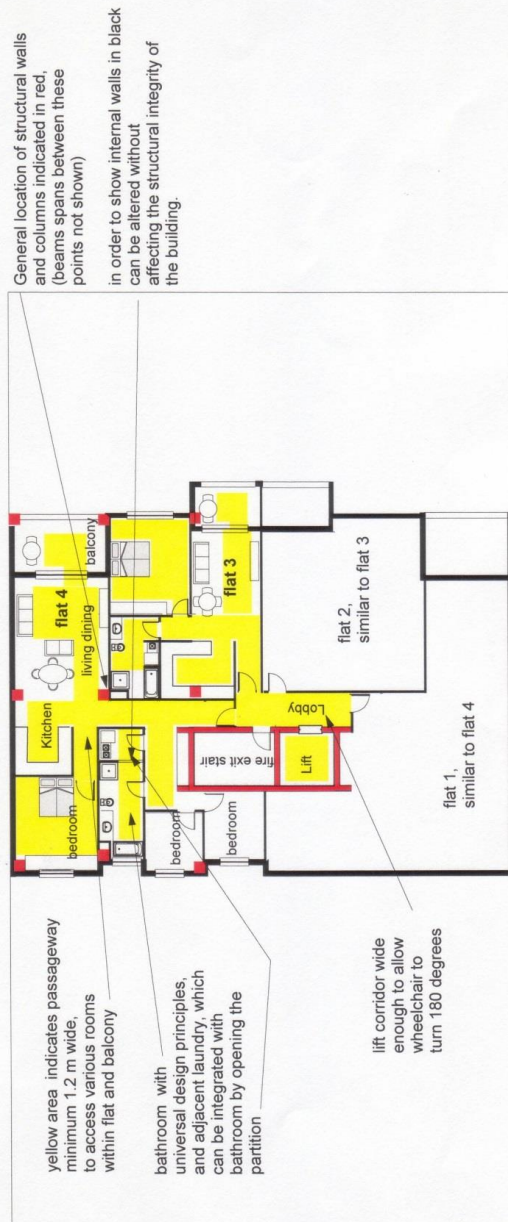 General location of structural walls
and columns indicated in red,
(beams spans between these
points not shown)
in order to show internal walls in black
can be altered without
affecting the structural integrity of
the building.
yellow area indicates passageway
minimum 1.2 m wide,
to access various rooms
within flat and balcony
bathroom with
universal design principles,
and adjacent laundry, which
can be integrated with
bathroom by opening the
partition
lift corridor wide
enough to allow
wheelchair to
turn 180 degrees
bedroom
Kitchen
living dining
flat 4
balcony
bedroom
bedroom
fire exit stair
Lift
Lobby
flat 3
flat 2,
similar to flat 3
flat 1,
similar to flat 4